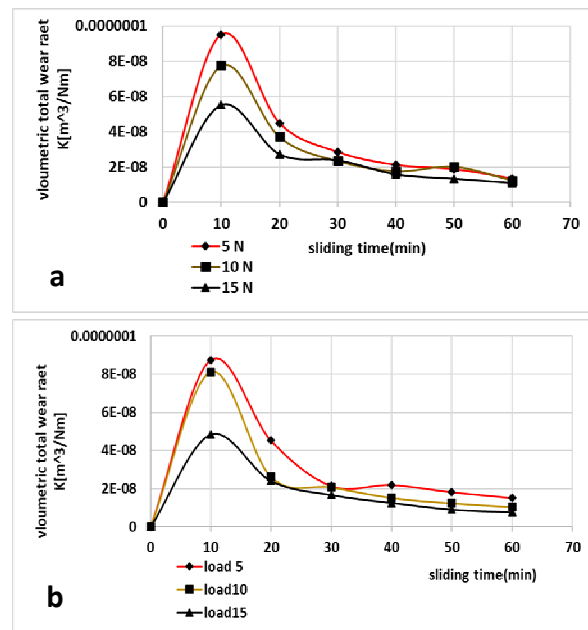 0.0000001
8E-08
6E-08
4E-08
2E-08
0
vloumetric total wear raet
K[m^3/Nm]
0 10 20 30 40 50 60 70
sliding time(min)
5 N
10 N
15 N
a
0.0000001
8E-08
6E-08
4E-08
2E-08
0
vloumetric total wear raet
K[m^3/Nm]
0 10 20 30 40 50 60 70
sliding time(min)
load 5
load10
load15
b